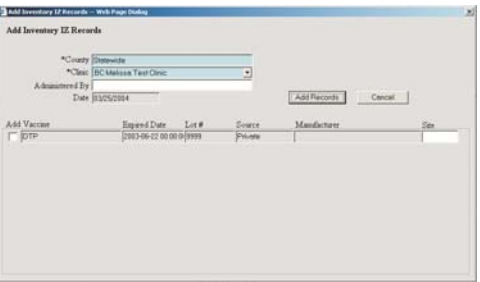 Add Inventory IZ Records -- Web Page Dialog
Add Inventory IZ Records
*County Statewide
*Clinic BC Melissa Test Clinic
Administered By
Date 03/25/2004
Add Records Cancel
Add Vaccine Expired Date Lot # Source Manufacturer Site
DTP 2003-06-22 00:00:0 9999 Private